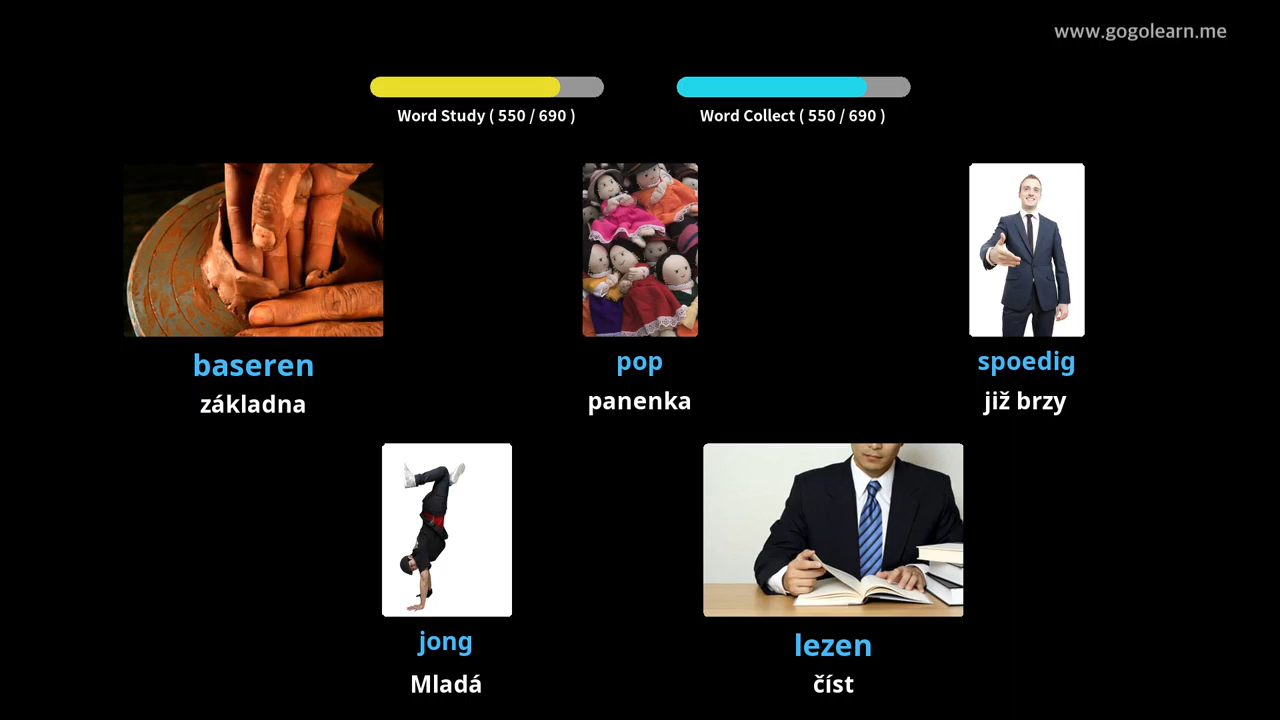 www.gogolearn.me
Word Study ( 550 / 690 )
Word Collect ( 550 / 690 )
baseren
základna
pop
panenka
spoedig
již brzy
jong
Mladá
lezen
číst